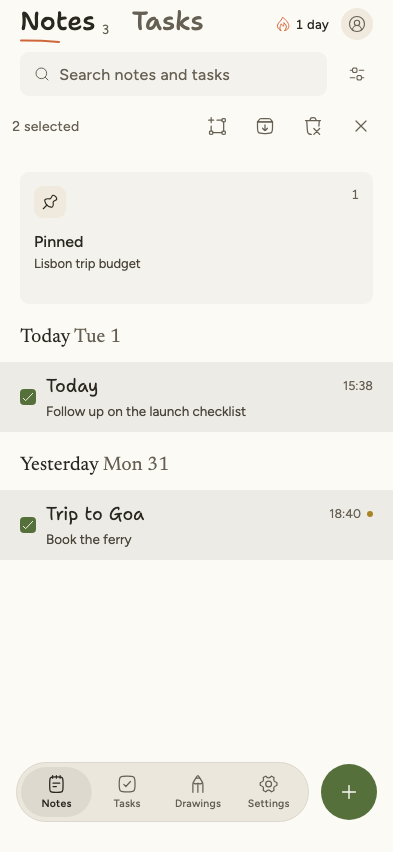 Notes 3 Tasks 1 day
Search notes and tasks
2 selected
1
Pinned
Lisbon trip budget
Today Tue 1
Today 15:38
Follow up on the launch checklist
Yesterday Mon 31
Trip to Goa 18:40
Book the ferry
Notes Tasks Drawings Settings